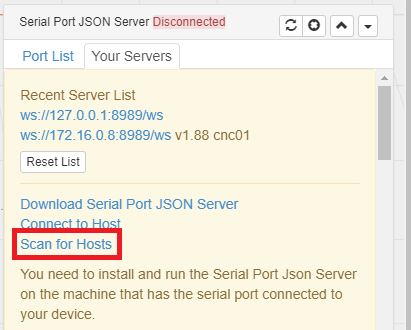 Serial Port JSON Server Disconnected
Port List Your Servers
Recent Server List
ws://127.0.0.1:8989/ws
ws://172.16.0.8:8989/ws v1.88 cnc01
Reset List
Download Serial Port JSON Server
Connect to Host
Scan for Hosts
You need to install and run the Serial Port Json Server
on the machine that has the serial port connected to
your device.